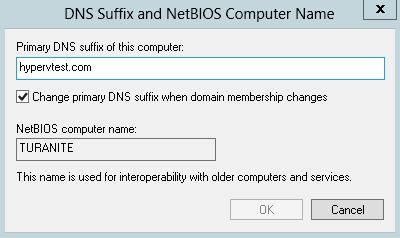 DNS Suffix and NetBIOS Computer Name
x
Primary DNS suffix of this computer:
hypervtest.com
Change primary DNS suffix when domain membership changes
NetBIOS computer name:
TURANITE
This name is used for interoperability with older computers and services.
OK Cancel